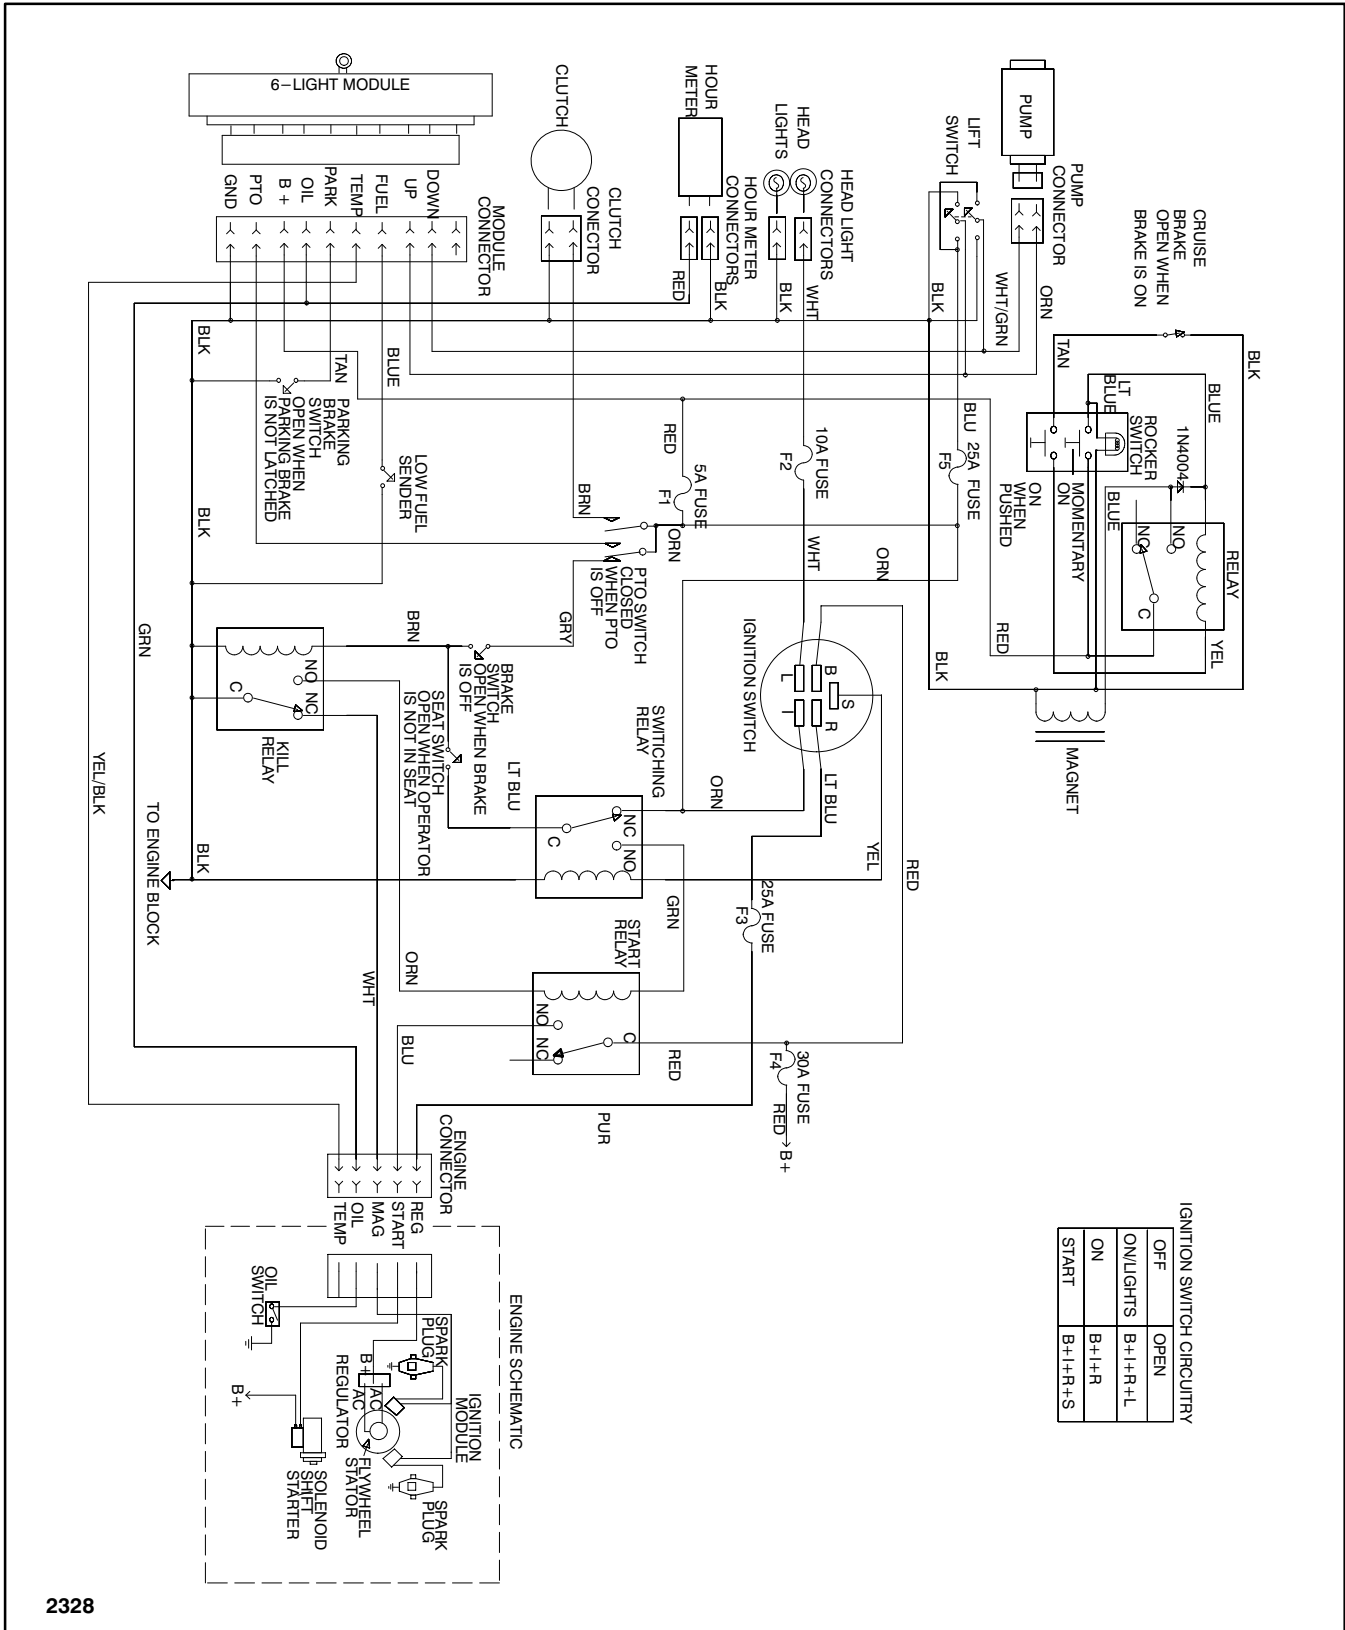 6–LIGHT MODULE
GND
PTO
B +
OIL
PARK
TEMP
FUEL
UP
DOWN
MODULE
CONNECTOR
CLUTCH
CLUTCH
CONECTOR
HOUR
METER
HOUR METER
CONNECTORS
RED
BLK
HEAD
LIGHTS
HEAD LIGHT
CONNECTORS
BLK
WHT
LIFT
SWITCH
BLK
WHT/GRN
ORN
PUMP
PUMP
CONNECTOR
CRUISE
BRAKE
OPEN WHEN
BRAKE IS ON
TAN
BLK
LT
BLUE
BLUE
ROCKER
SWITCH
1N4004
ON
WHEN
PUSHED
MOMENTARY
ON
BLUE
NC
NO
C
RELAY
YEL
MAGNET
BLK
TAN
BLUE
PARKING
BRAKE
SWITCH
OPEN WHEN
PARKING BRAKE
IS NOT LATCHED
LOW FUEL
SENDER
BLK
RED
5A FUSE
F1
10A FUSE
F2
BLU
25A FUSE
F5
BRN
ORN
WHT
ORN
PTO SWITCH
CLOSED
WHEN PTO
IS OFF
GRY
RED
BLK
GRN
BRN
BRAKE
SWITCH
OPEN WHEN BRAKE
IS OFF
SEAT SWITCH
OPEN WHEN OPERATOR
IS NOT IN SEAT
NO
NC
C
KILL
RELAY
IGNITION SWITCH
L
B
S
I
R
SWITICHING
RELAY
LT BLU
NC
NO
C
ORN
LT BLU
YEL
RED
YEL/BLK
TO ENGINE BLOCK
BLK
GRN
25A FUSE
F3
START
RELAY
WHT
ORN
BLU
NO
NC
C
RED
30A FUSE
F4
RED
B+
PUR
ENGINE
CONNECTOR
TEMP
OIL
MAG
START
REG
ENGINE SCHEMATIC
OIL
SWITCH
SPARK
PLUG
B+
AC
AC
REGULATOR
IGNITION
MODULE
FLYWHEEL
STATOR
B+
SOLENOID
SHIFT
STARTER
SPARK
PLUG
IGNITION SWITCH CIRCUITRY
OFF OPEN
ON/LIGHTS B+I+R+L
ON B+I+R
START B+I+R+S
2328